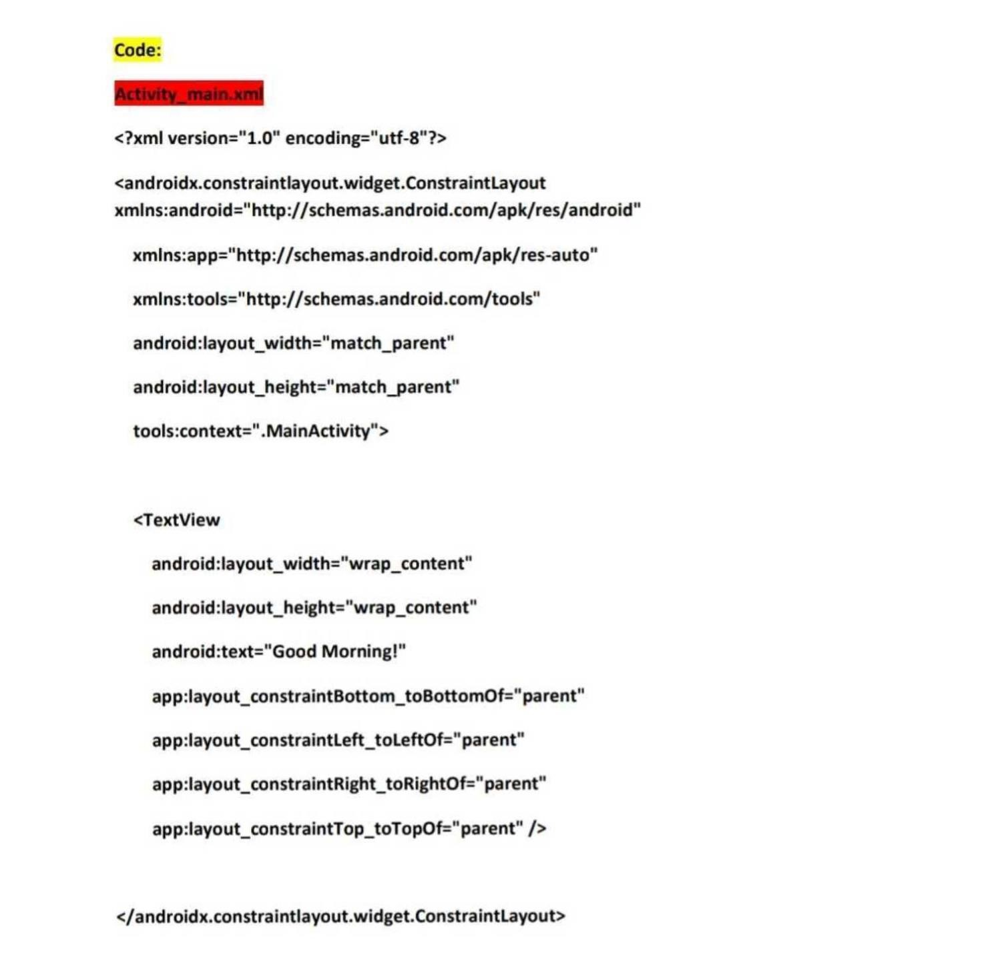 Code:
Activity_main.xml
<?xml version="1.0" encoding="utf-8"?>
<androidx.constraintlayout.widget.ConstraintLayout
xmlns:android="http://schemas.android.com/apk/res/android"
xmlns:app="http://schemas.android.com/apk/res-auto"
xmlns:tools="http://schemas.android.com/tools"
android:layout_width="match_parent"
android:layout_height="match_parent"
tools:context=".MainActivity">
<TextView
android:layout_width="wrap_content"
android:layout_height="wrap_content"
android:text="Good Morning!"
app:layout_constraintBottom_toBottomOf="parent"
app:layout_constraintLeft_toLeftOf="parent"
app:layout_constraintRight_toRightOf="parent"
app:layout_constraintTop_toTopOf="parent" />
</androidx.constraintlayout.widget.ConstraintLayout>